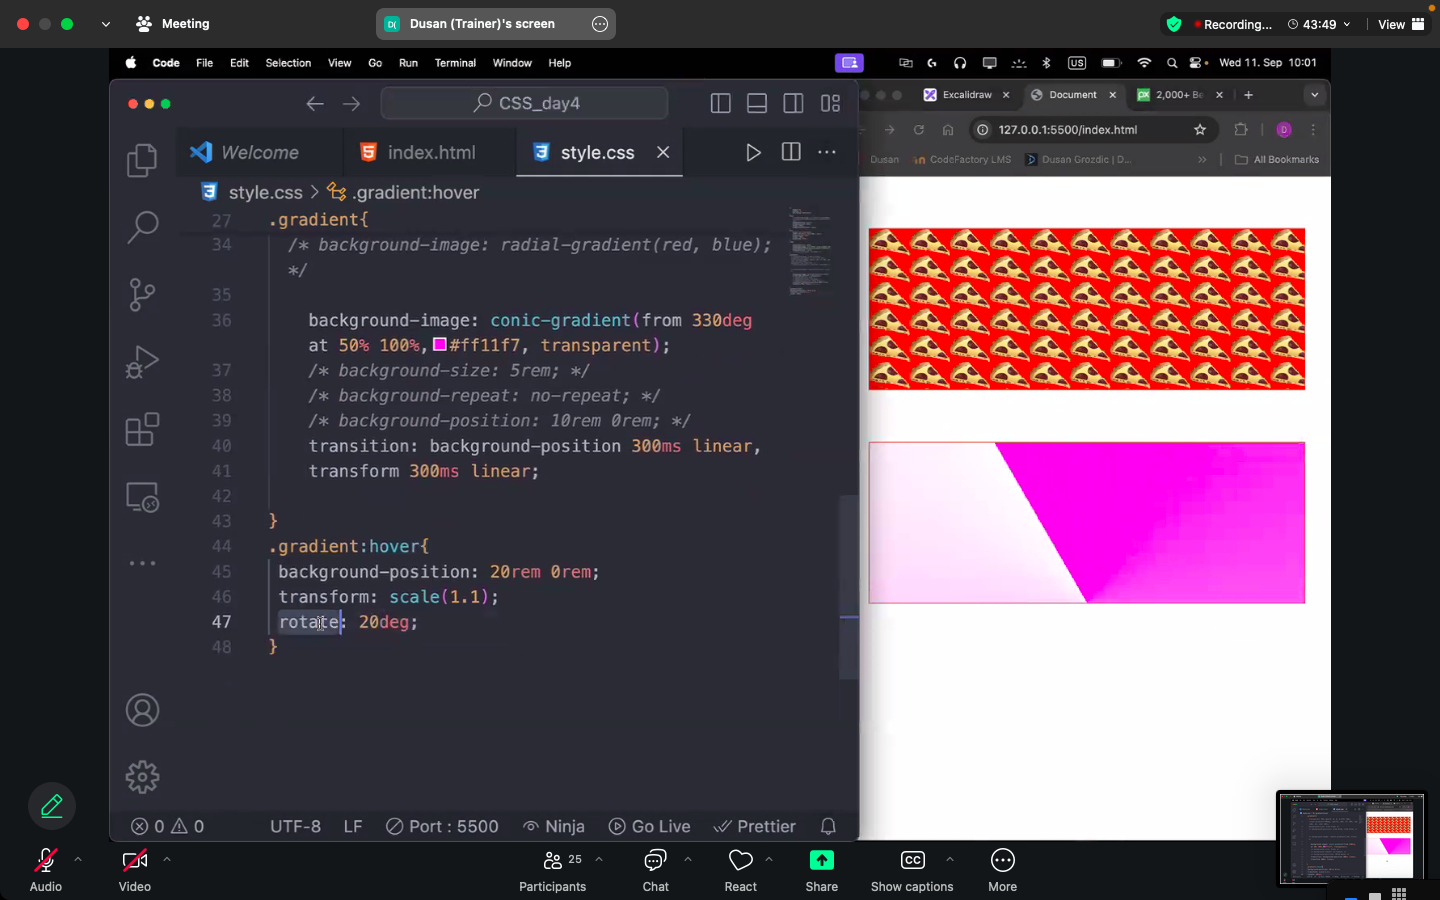 Meeting
D( Dusan (Trainer)'s screen
Recording...
43:49
View
Code File Edit Selection View Go Run Terminal Window Help
US
Wed 11. Sep 10:01
CSS_day4
Excalidraw
Document
2,000+ Be
127.0.0.1:5500/index.html
D
Welcome
index.html
style.css
Dusan
CodeFactory LMS
Dusan Grozdic | D...
All Bookmarks
style.css > .gradient:hover
27 .gradient{
34 /* background-image: radial-gradient(red, blue);
*/
35
36 background-image: conic-gradient(from 330deg
at 50% 100%, #ff11f7, transparent);
37 /* background-size: 5rem; */
38 /* background-repeat: no-repeat; */
39 /* background-position: 10rem 0rem; */
40 transition: background-position 300ms linear,
41 transform 300ms linear;
42
43 }
44 .gradient:hover{
45 background-position: 20rem 0rem;
46 transform: scale(1.1);
47 rotate: 20deg;
48 }
0 0 UTF-8 LF Port : 5500 Ninja Go Live Prettier
Audio
Video
Participants 25
Chat
React
Share
CC Show captions
More